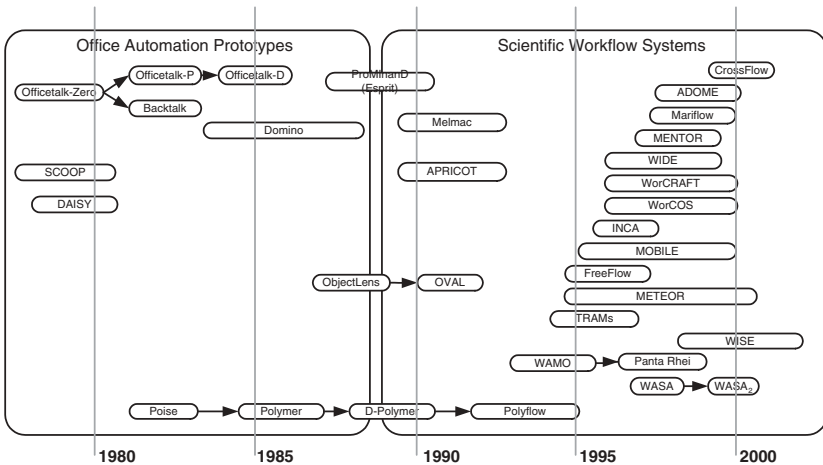 Office Automation Prototypes
Scientific Workflow Systems
CrossFlow
Officetalk-P
Officetalk-D
ProMInanD
(Esprit)
Officetalk-Zero
ADOME
Backtalk
Mariflow
Domino
Melmac
MENTOR
WIDE
SCOOP
APRICOT
WorCRAFT
DAISY
WorCOS
INCA
MOBILE
FreeFlow
ObjectLens
OVAL
METEOR
TRAMs
WISE
WAMO
Panta Rhei
WASA
WASA2
Poise
Polymer
D-Polymer
Polyflow
1980
1985
1990
1995
2000